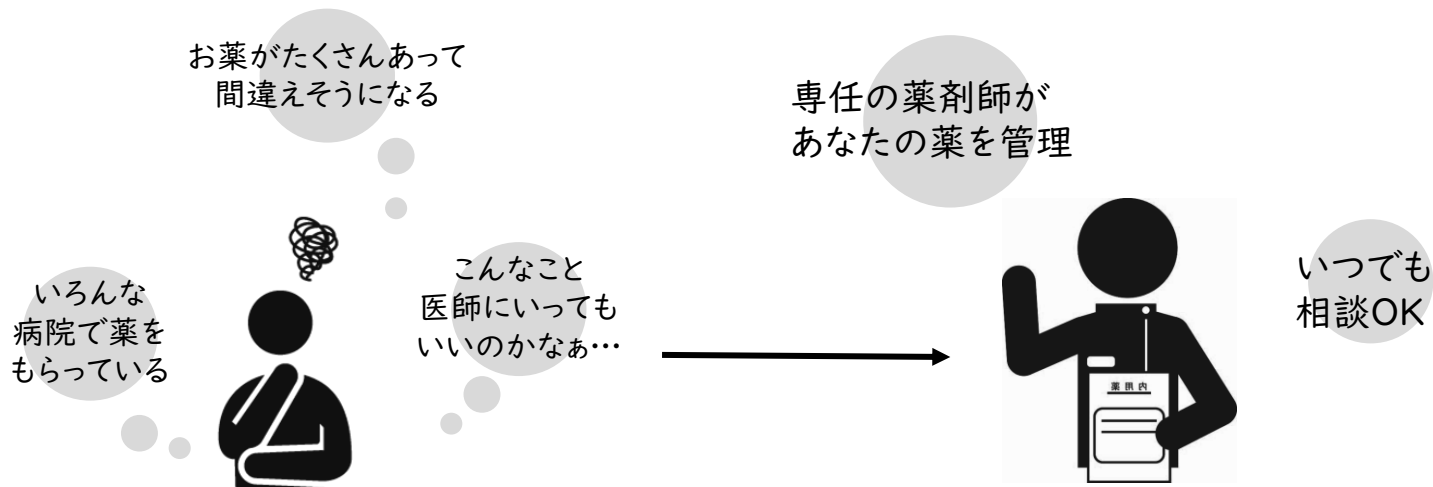 お薬がたくさんあって
間違えそうになる
いろんな
病院で薬を
もらっている
こんなこと
医師にいっても
いいのかなぁ…
専任の薬剤師が
あなたの薬を管理
いつでも
相談OK
薬用内